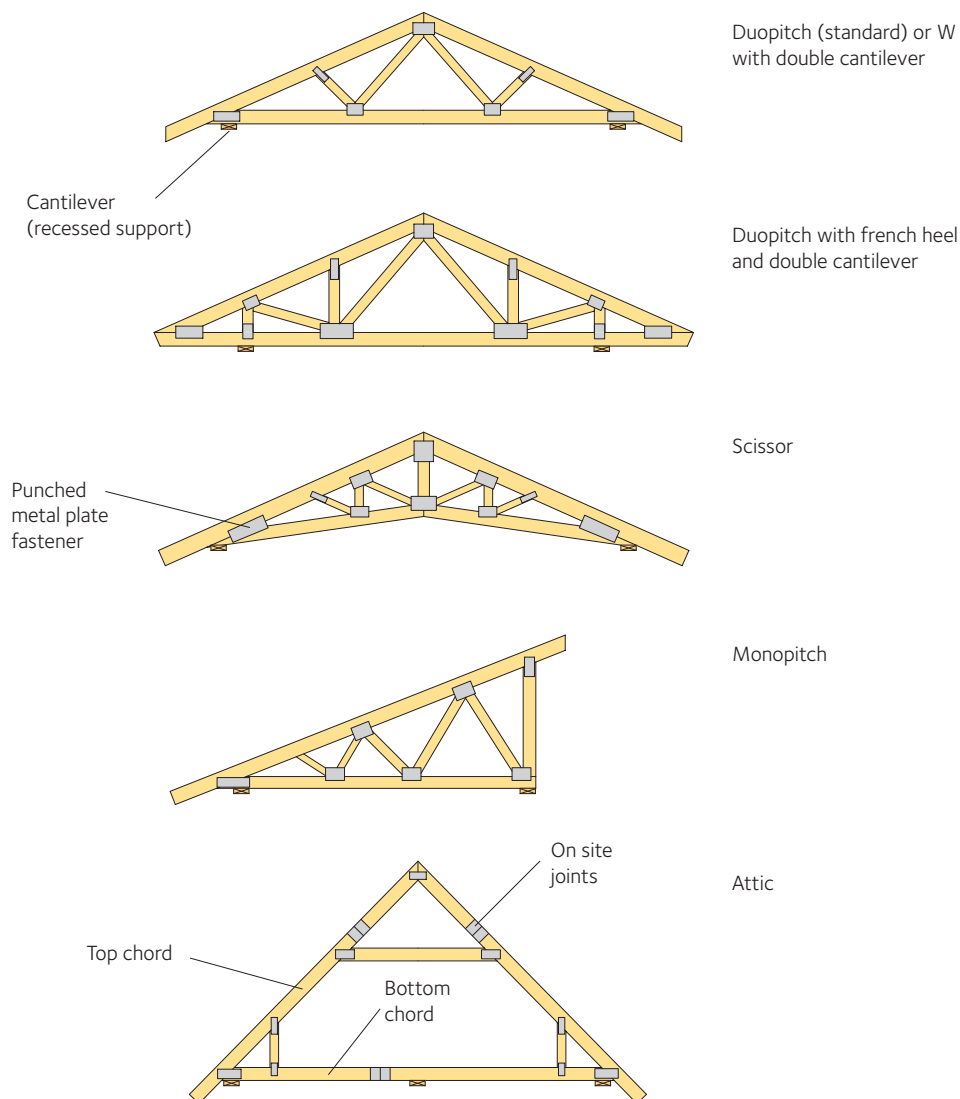 Duopitch (standard) or W
with double cantilever
Cantilever
(recessed support)
Duopitch with french heel
and double cantilever
Scissor
Punched
metal plate
fastener
Monopitch
On site
joints
Attic
Top chord
Bottom
chord